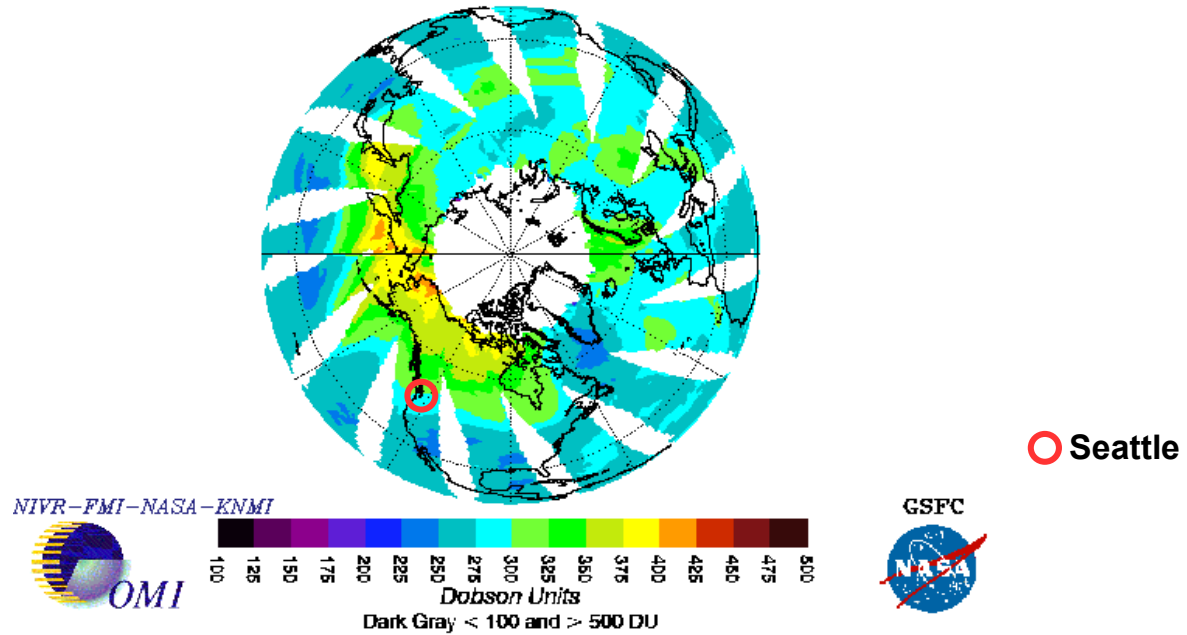 Seattle
NIVR-FMI-NASA-KNMI
GSFC
OMI
NASA
100 125 150 175 200 225 250 275 300 325 350 375 400 425 450 475 500
Dobson Units
Dark Gray < 100 and > 500 DU